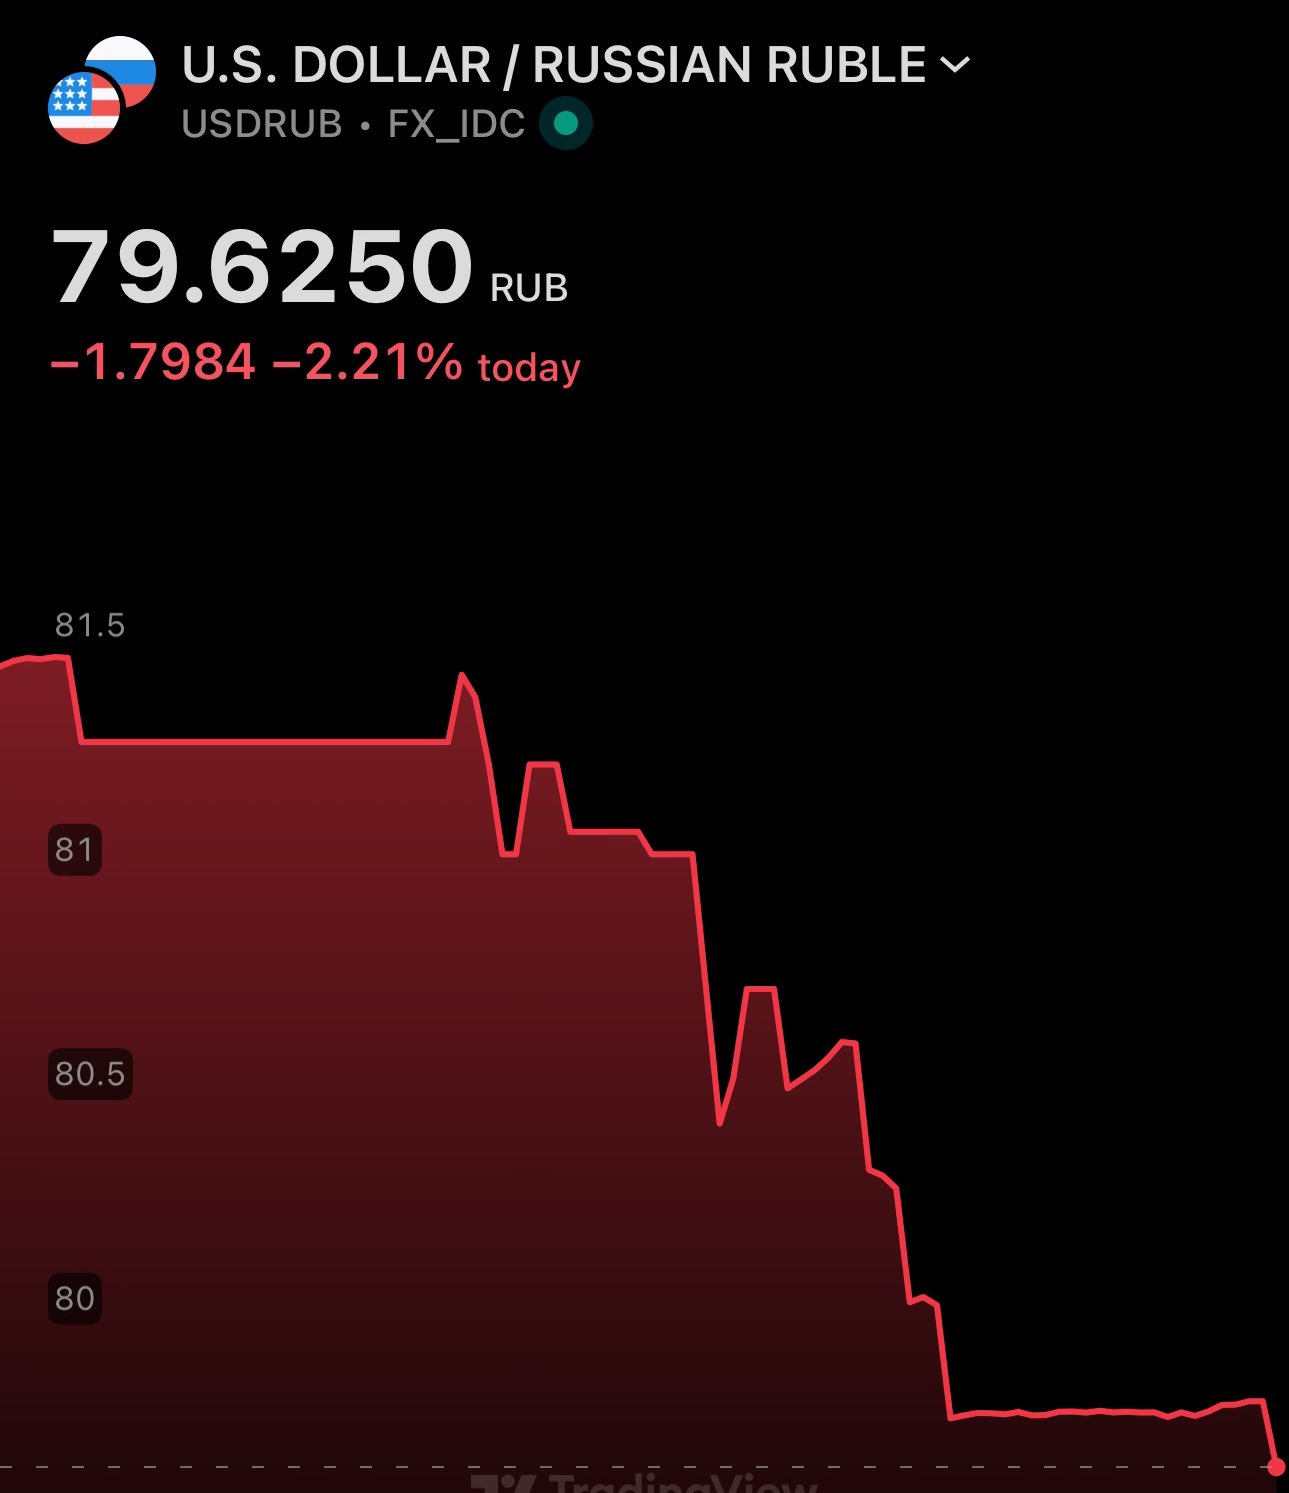 U.S. DOLLAR / RUSSIAN RUBLE
USDRUB • FX_IDC
79.6250 RUB
−1.7984 −2.21% today
81.5
81
80.5
80
TradingView